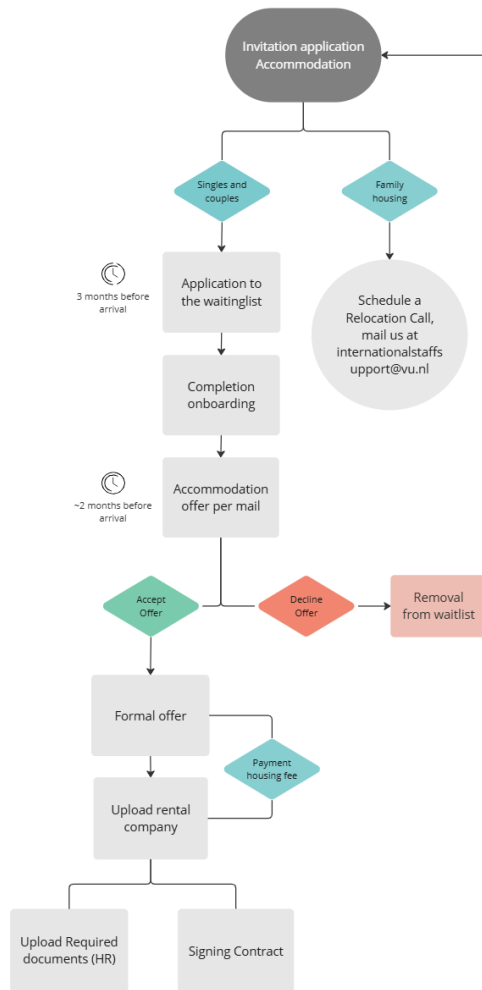 Invitation application
Accommodation
Singles and
couples
Family
housing
3 months before
arrival
Application to
the waitinglist
Schedule a
Relocation Call,
mail us at
internationalstaffs
upport@vu.nl
Completion
onboarding
~2 months before
arrival
Accommodation
offer per mail
Accept
Offer
Decline
Offer
Removal
from waitlist
Formal offer
Payment
housing fee
Upload rental
company
Upload Required
documents (HR)
Signing Contract